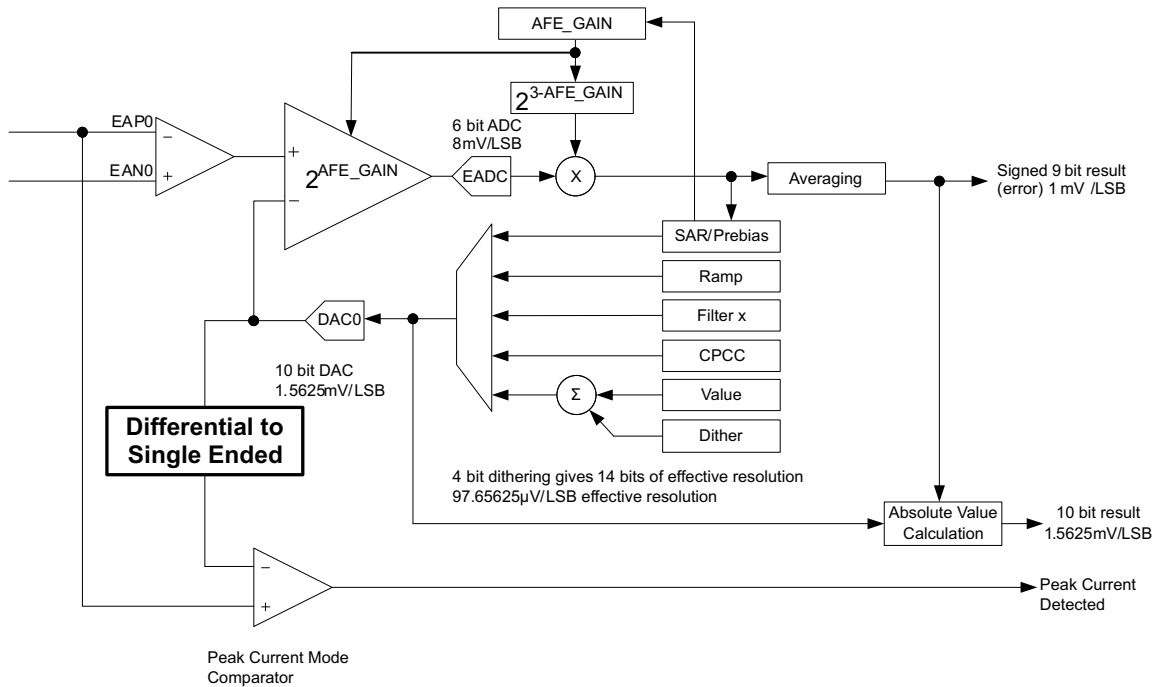 AFE_GAIN
2 3-AFE_GAIN
EAP0
EAN0
−
+
+
−
2 AFE_GAIN
6 bit ADC
8mV/LSB
EADC
X
Averaging
Signed 9 bit result
(error) 1 mV /LSB
SAR/Prebias
Ramp
Filter x
CPCC
Value
Dither
Σ
DAC0
10 bit DAC
1.5625mV/LSB
Differential to
Single Ended
4 bit dithering gives 14 bits of effective resolution
97.65625µV/LSB effective resolution
Absolute Value
Calculation
10 bit result
1.5625mV/LSB
−
+
Peak Current
Detected
Peak Current Mode
Comparator